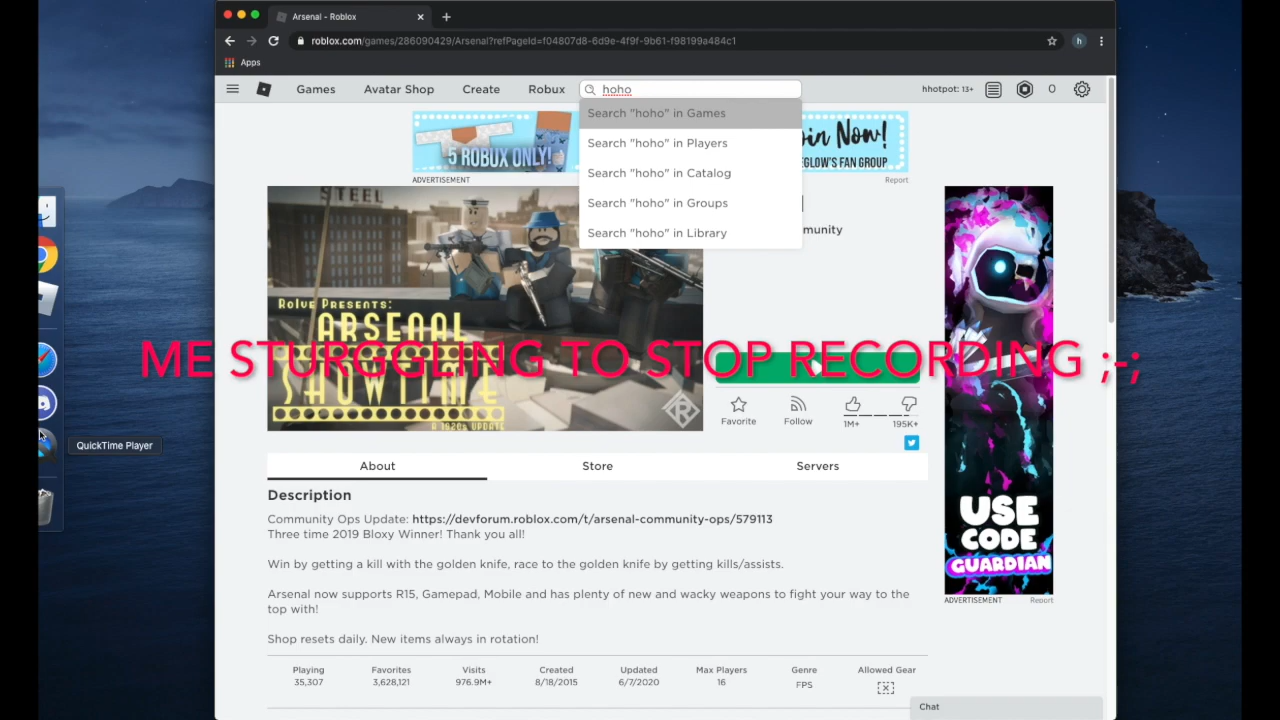 Arsenal - Roblox
roblox.com/games/286090429/Arsenal?refPageId=f04807d8-6d9e-4f9f-9b61-f98199a484c1
h
Apps
Games
Avatar Shop
Create
Robux
hoho
hhotpot: 13+
0
Search "hoho" in Games
Search "hoho" in Players
Search "hoho" in Catalog
Search "hoho" in Groups
Search "hoho" in Library
5 ROBUX ONLY!
Join Now!
EGLOW'S FAN GROUP
ADVERTISEMENT
Report
munity
STEEL
ROLVE PRESENTS:
ARSENAL
SHOWTIME
A 1920s UPDATE
R
ME STURGGLING TO STOP RECORDING ;-;
Favorite
Follow
1M+
195K+
QuickTime Player
About
Store
Servers
Description
Community Ops Update: https://devforum.roblox.com/t/arsenal-community-ops/579113
Three time 2019 Bloxy Winner! Thank you all!
Win by getting a kill with the golden knife, race to the golden knife by getting kills/assists.
Arsenal now supports R15, Gamepad, Mobile and has plenty of new and wacky weapons to fight your way to the
top with!
Shop resets daily. New items always in rotation!
Playing
Favorites
Visits
Created
Updated
Max Players
Genre
Allowed Gear
35,307
3,628,121
976.9M+
8/18/2015
6/7/2020
16
FPS
USE
CODE
GUARDIAN
ADVERTISEMENT
Report
Chat